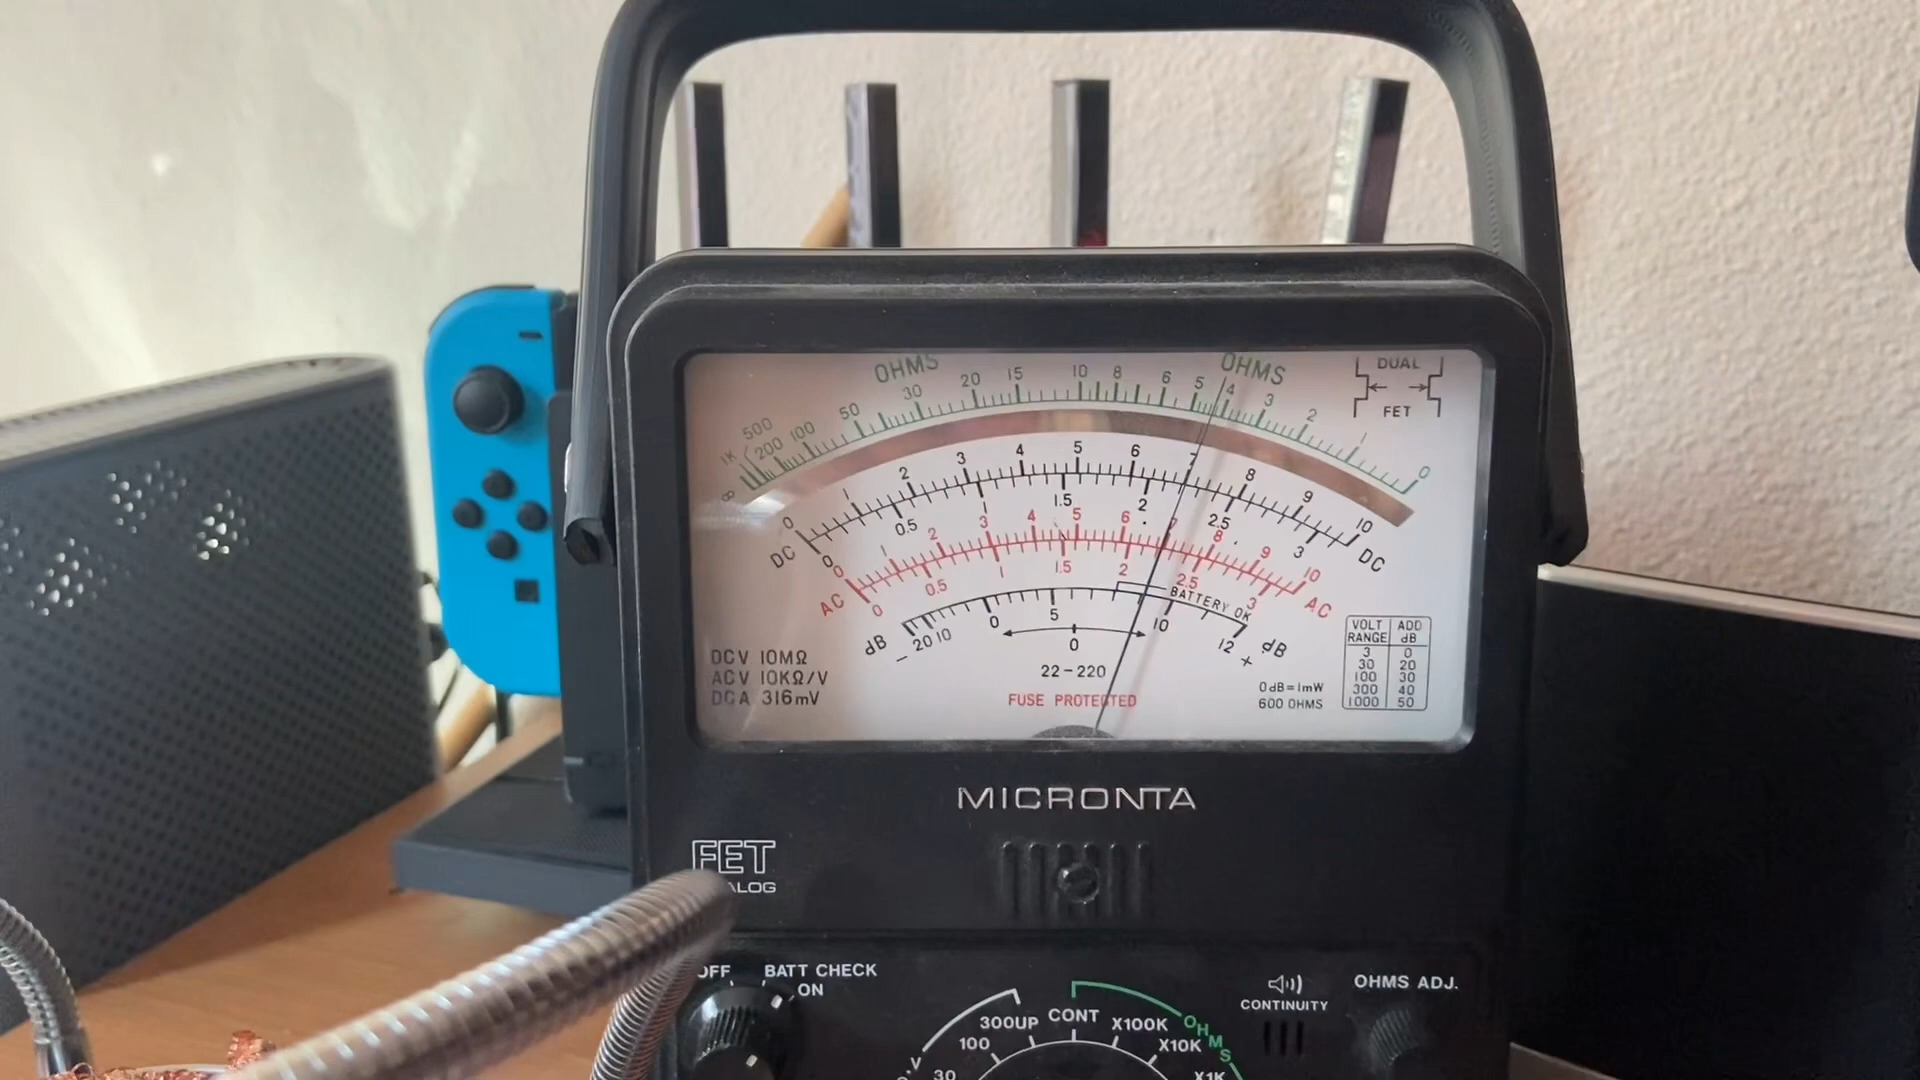 OHMS OHMS
1K 500 200 100 50 30 20 15 10 8 6 5 4 3 2 1 0
∞
DUAL
FET
0 1 2 3 4 5 6 7 8 9 10
DC 0 0.5 1 1.5 2 2.5 3 DC
0 1 2 3 4 5 6 7 8 9 10
AC 0 0.5 1 1.5 2 2.5 3 AC
BATTERY OK
dB - 20 10 0 5 10 12 + dB
0
DCV 10MΩ
ACV 10KΩ/V
DCA 316mV
22-220
FUSE PROTECTED
0dB=1mW
600 OHMS
VOLT RANGE ADD dB
3 0
30 20
100 30
300 40
1000 50
MICRONTA
FET
ALOG
OFF BATT CHECK
ON
300UP CONT X100K OHMS
100 X10K
V 30 X1K
CONTINUITY
OHMS ADJ.